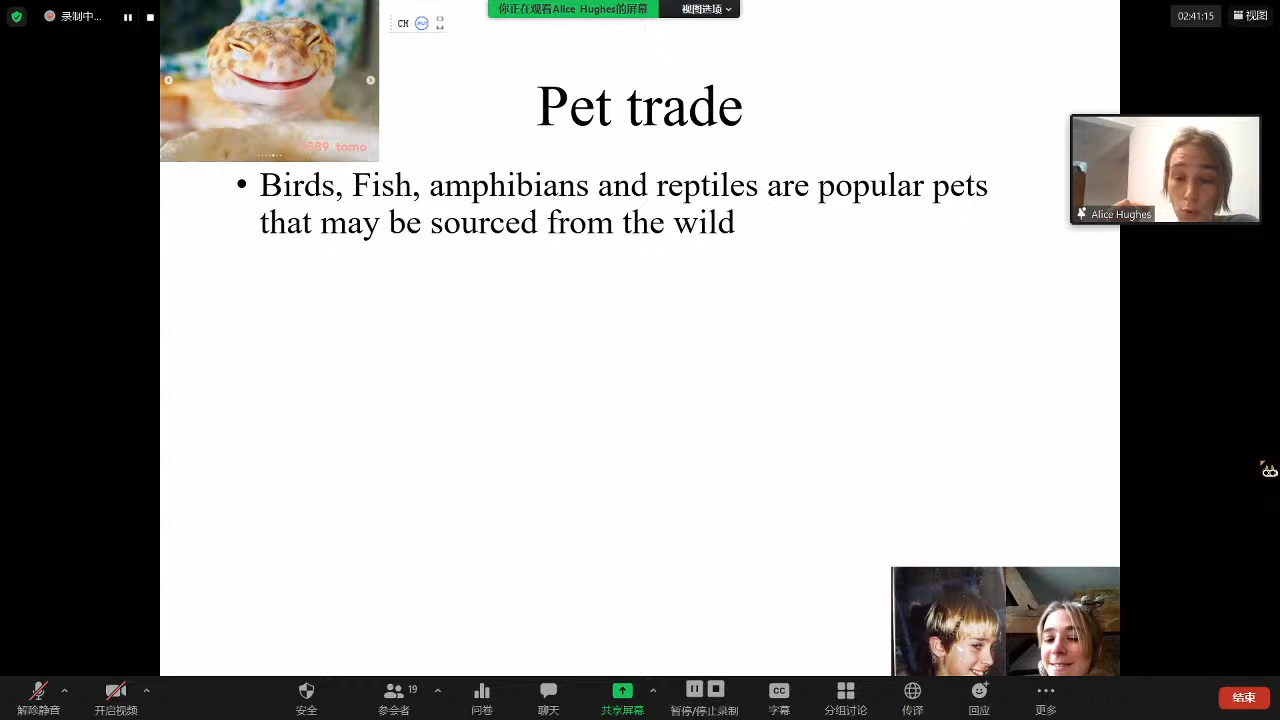 录制中...
你正在观看Alice Hughes的屏幕
视图选项
02:41:15
视图
CM
Pet trade
589 tomo
• Birds, Fish, amphibians and reptiles are popular pets
that may be sourced from the wild
Alice Hughes
解除静音
开启视频
安全
19
参会者
问卷
聊天
共享屏幕
暂停/停止录制
CC
字幕
分组讨论
传译
回应
更多
结束